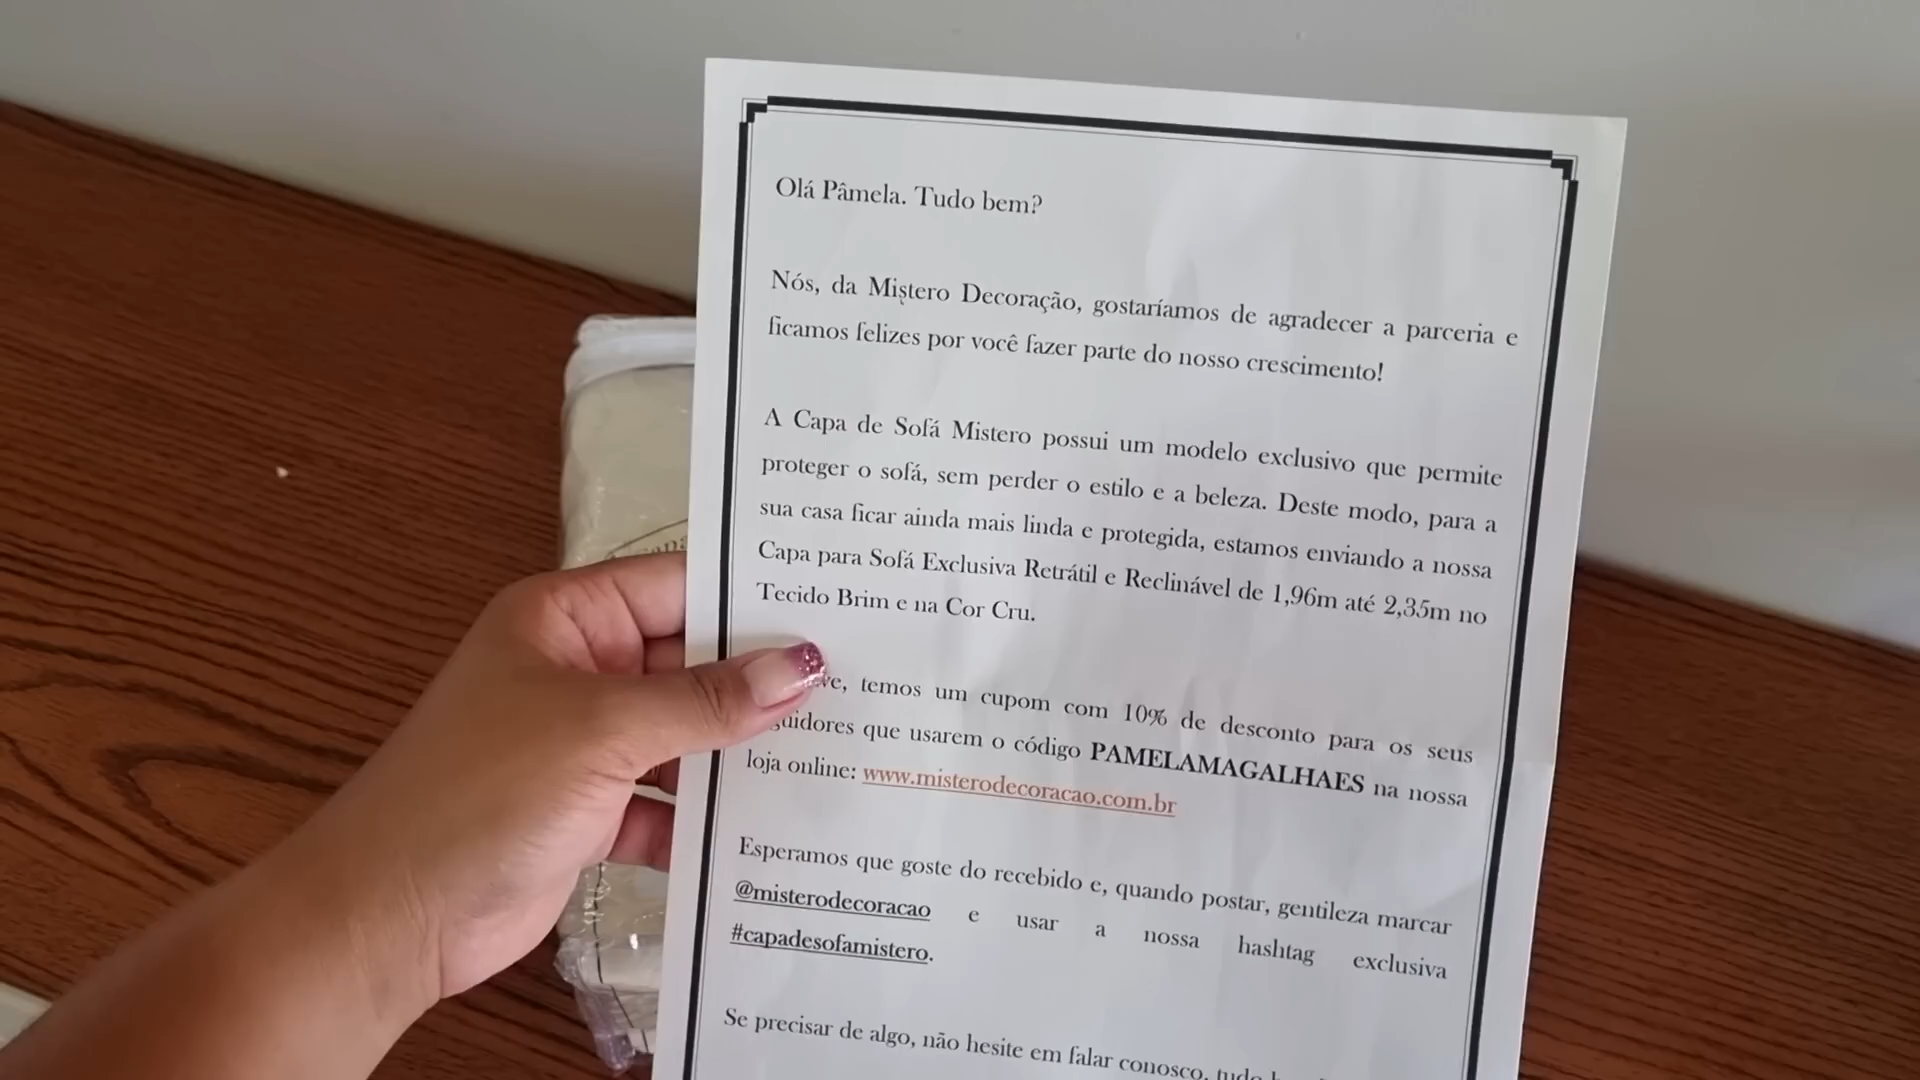 Olá Pâmela. Tudo bem?
Nós, da Mistero Decoração, gostaríamos de agradecer a parceria e
ficamos felizes por você fazer parte do nosso crescimento!
A Capa de Sofá Mistero possui um modelo exclusivo que permite
proteger o sofá, sem perder o estilo e a beleza. Deste modo, para a
sua casa ficar ainda mais linda e protegida, estamos enviando a nossa
Capa para Sofá Exclusiva Retrátil e Reclinável de 1,96m até 2,35m no
Tecido Brim e na Cor Cru.
temos um cupom com 10% de desconto para os seus
que usarem o código PAMELAMAGALHAES na nossa
loja online: www.misterodecoracao.com.br
Esperamos que goste do recebido e, quando postar, gentileza marcar
@misterodecoracao e usar a nossa hashtag exclusiva
#capadesofamistero.
Se precisar de algo, não hesite em falar conosco,